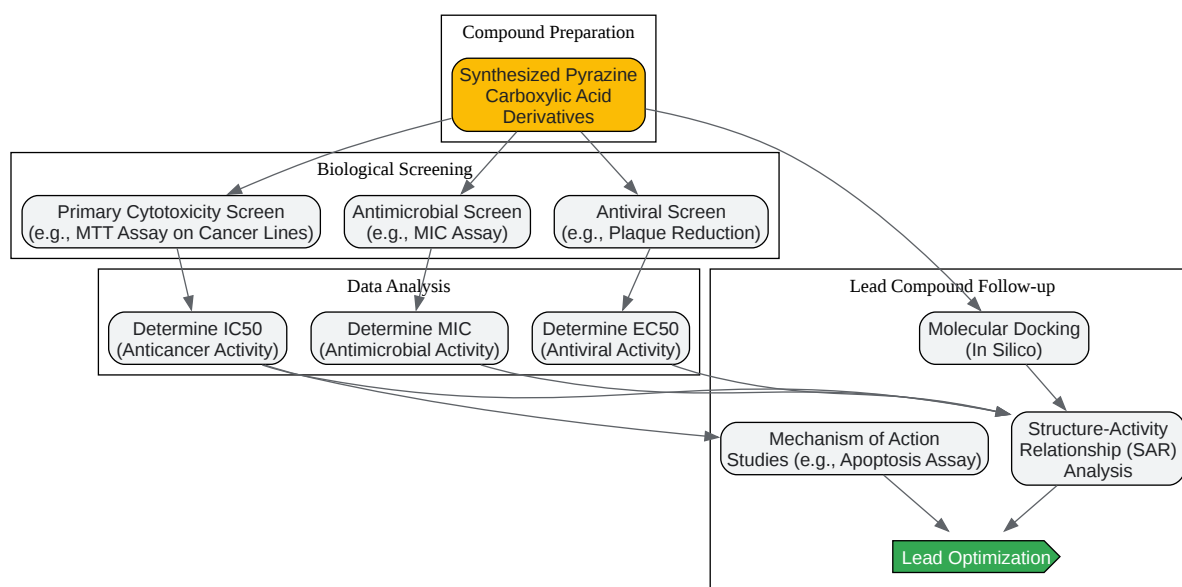 Compound Preparation
Synthesized Pyrazine
Carboxylic Acid
Derivatives
Biological Screening
Primary Cytotoxicity Screen
(e.g., MTT Assay on Cancer Lines)
Antimicrobial Screen
(e.g., MIC Assay)
Antiviral Screen
(e.g., Plaque Reduction)
Data Analysis
Determine IC50
(Anticancer Activity)
Determine MIC
(Antimicrobial Activity)
Determine EC50
(Antiviral Activity)
Lead Compound Follow-up
Molecular Docking
(In Silico)
Mechanism of Action
Studies (e.g., Apoptosis Assay)
Structure-Activity
Relationship (SAR)
Analysis
Lead Optimization